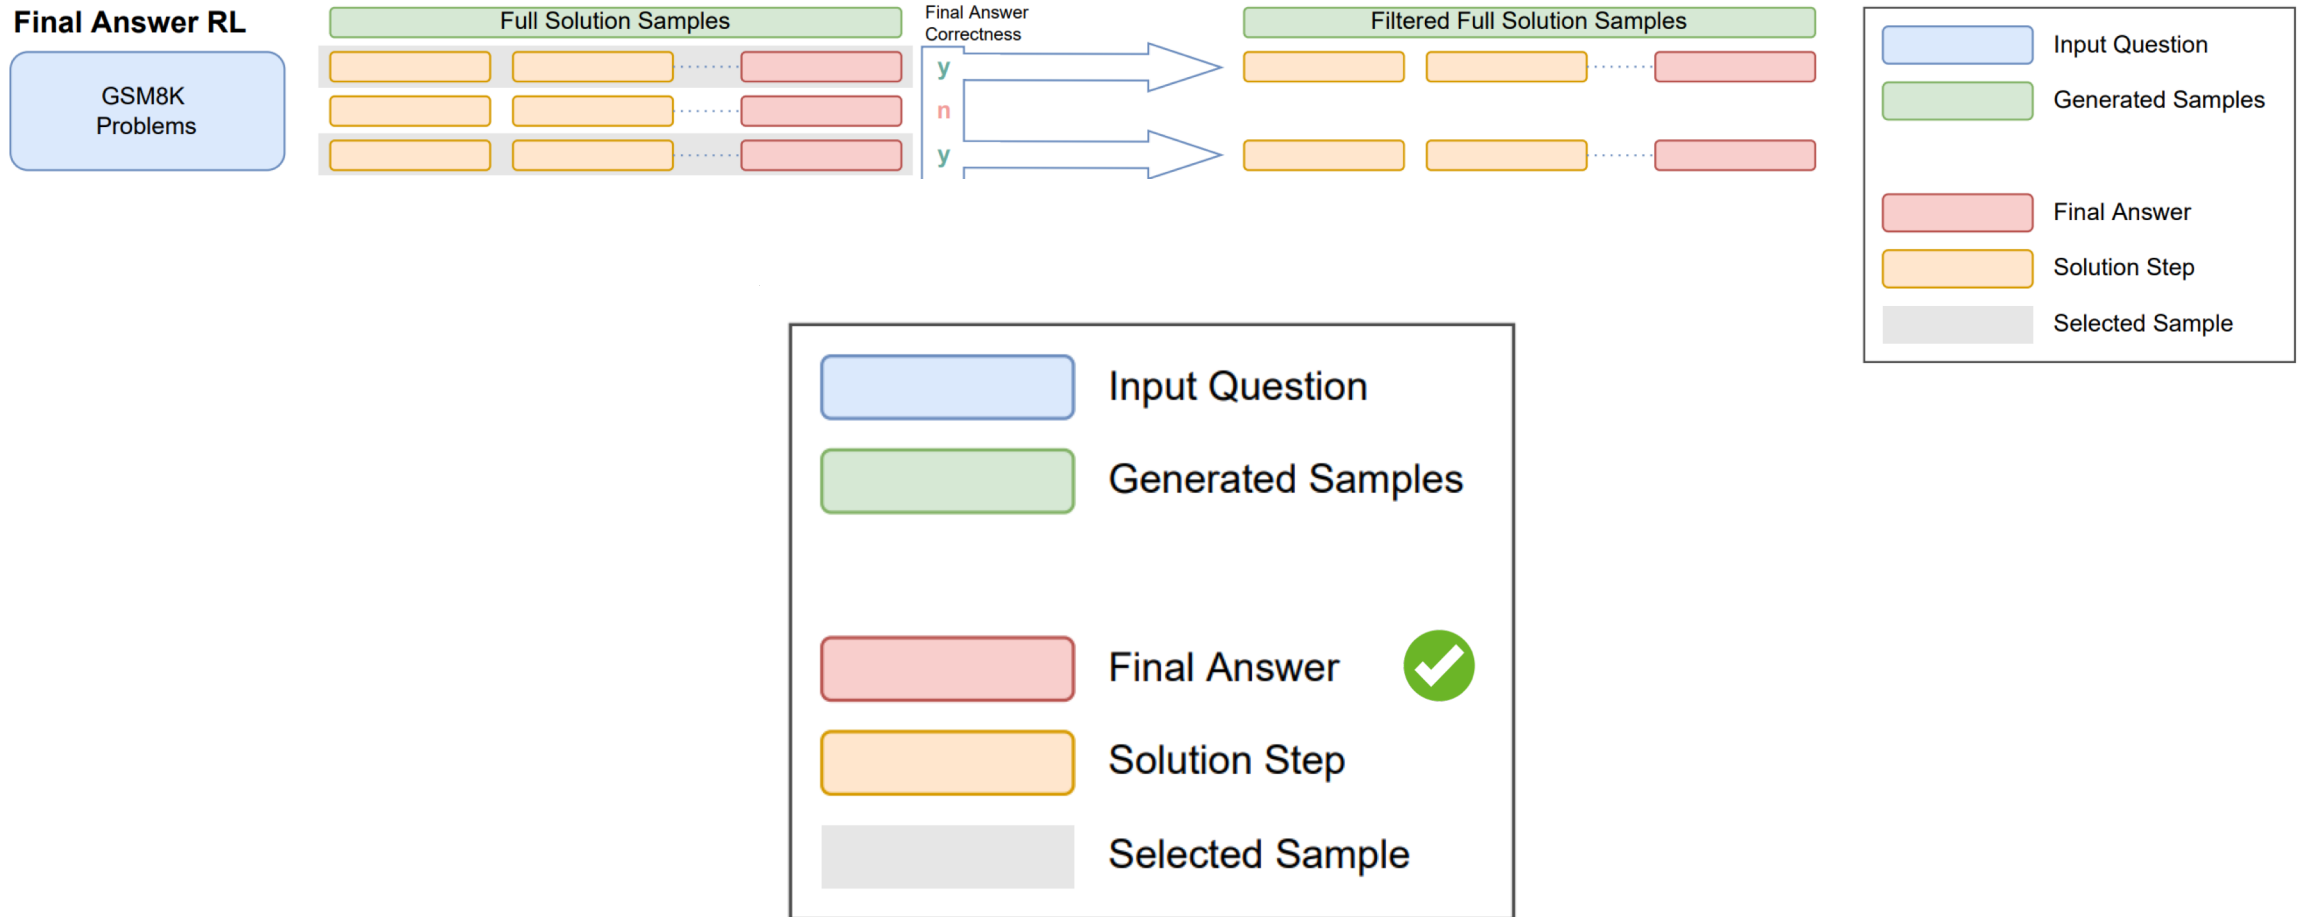 Final Answer RL
GSM8K
Problems
Full Solution Samples
Final Answer
Correctness
y
n
y
Filtered Full Solution Samples
Input Question
Generated Samples
Final Answer
Solution Step
Selected Sample
Input Question
Generated Samples
Final Answer
Solution Step
Selected Sample